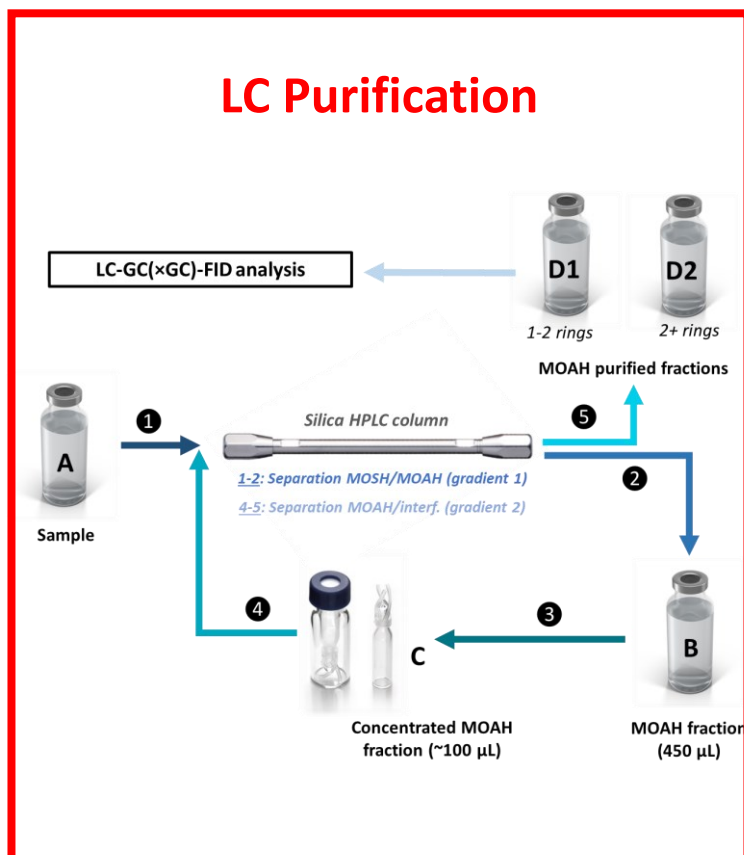 LC Purification
LC-GC(×GC)-FID analysis
D1
D2
1-2 rings
2+ rings
MOAH purified fractions
A
Sample
1
Silica HPLC column
5
1-2: Separation MOSH/MOAH (gradient 1)
2
4-5: Separation MOAH/interf. (gradient 2)
4
C
3
B
Concentrated MOAH
fraction (~100 µL)
MOAH fraction
(450 µL)